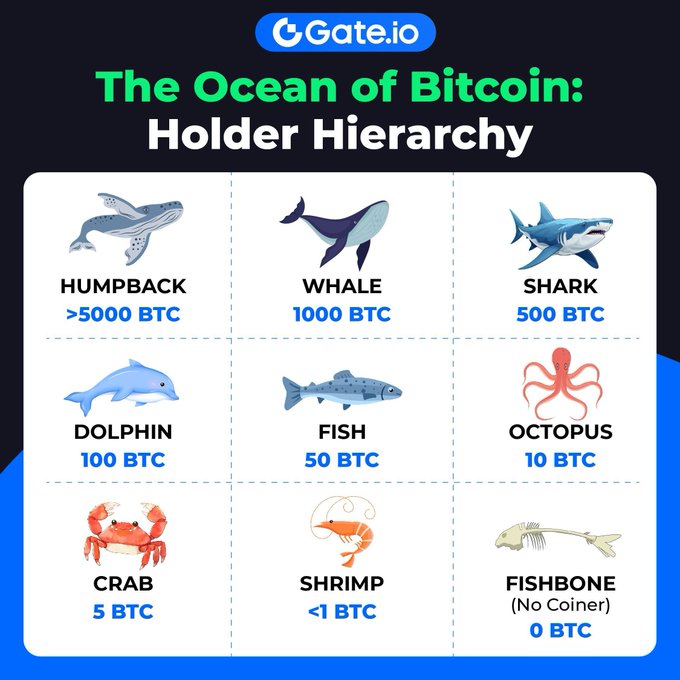 Gate.io
The Ocean of Bitcoin:
Holder Hierarchy
HUMPBACK
>5000 BTC
WHALE
1000 BTC
SHARK
500 BTC
DOLPHIN
100 BTC
FISH
50 BTC
OCTOPUS
10 BTC
CRAB
5 BTC
SHRIMP
<1 BTC
FISHBONE
(No Coiner)
0 BTC